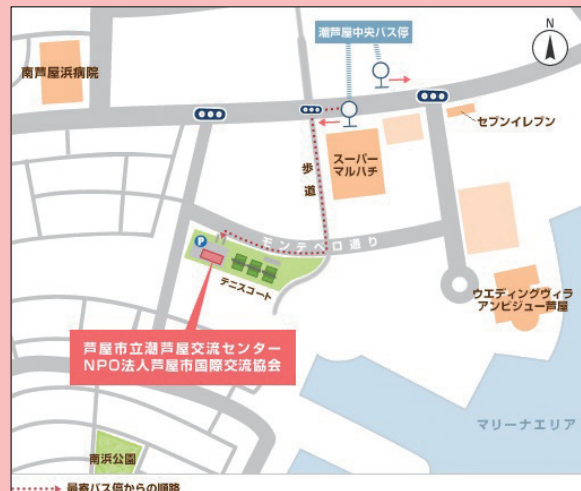 潮芦屋中央バス停
N
南芦屋浜病院
セブンイレブン
スーパー
マルハチ
歩道
モンテベロ通り
P
テニスコート
ウエディングヴィラ
アンビジュー芦屋
芦屋市立潮芦屋交流センター
NPO法人芦屋市国際交流協会
マリーナエリア
南浜公園
最寄バス停からの順路